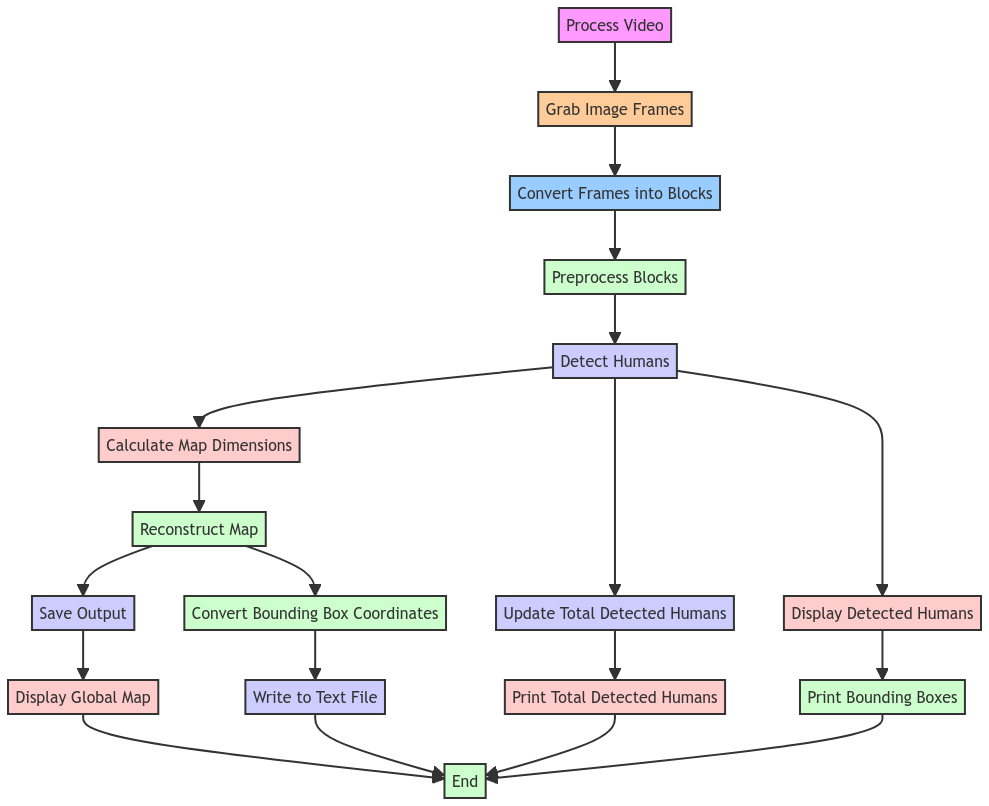 Process Video
Grab Image Frames
Convert Frames into Blocks
Preprocess Blocks
Detect Humans
Calculate Map Dimensions
Reconstruct Map
Save Output
Convert Bounding Box Coordinates
Update Total Detected Humans
Display Detected Humans
Display Global Map
Write to Text File
Print Total Detected Humans
Print Bounding Boxes
End